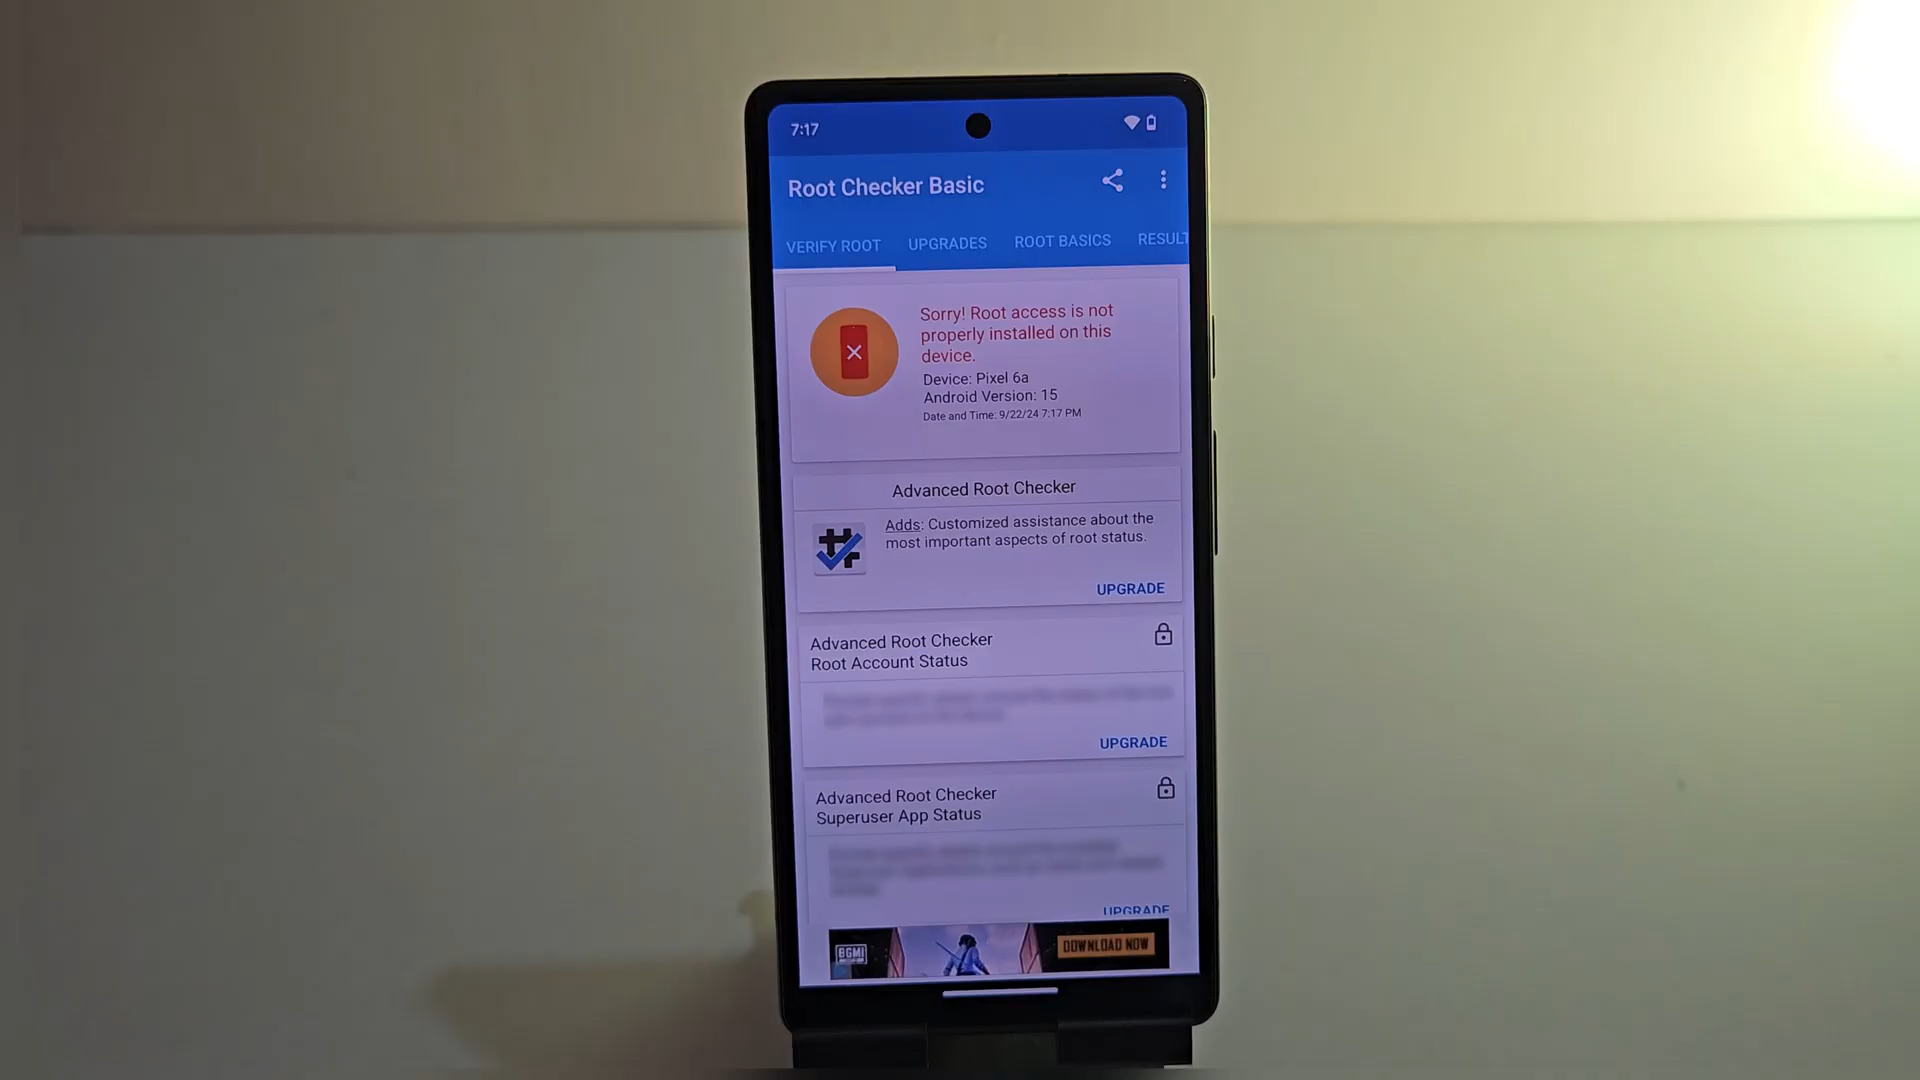 7:17
Root Checker Basic
VERIFY ROOT UPGRADES ROOT BASICS RESULT
Sorry! Root access is not
properly installed on this
device.
Device: Pixel 6a
Android Version: 15
Date and Time: 9/22/24 7:17 PM
Advanced Root Checker
Adds: Customized assistance about the
most important aspects of root status.
UPGRADE
Advanced Root Checker
Root Account Status
UPGRADE
Advanced Root Checker
Superuser App Status
UPGRADE
BGMI
DOWNLOAD NOW